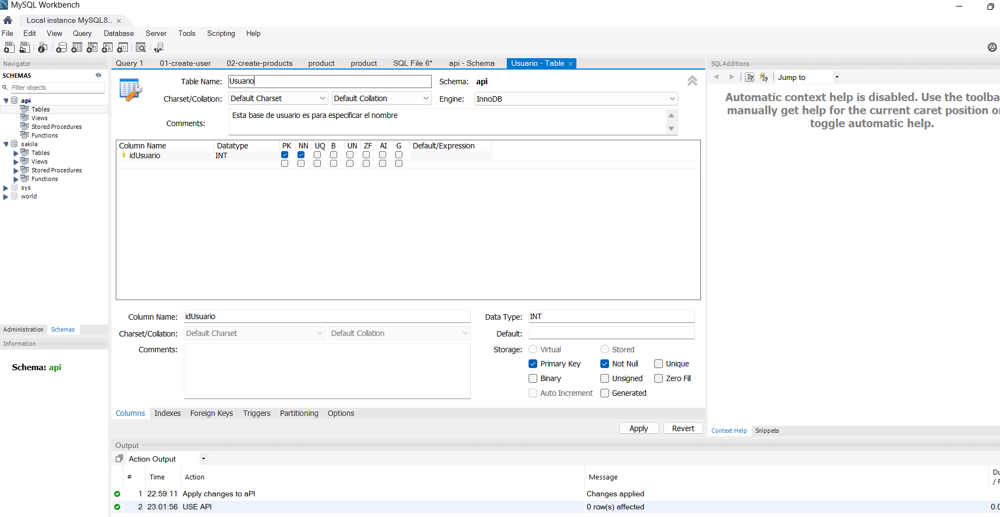 MySQL Workbench
Local instance MySQL8... ×
File Edit View Query Database Server Tools Scripting Help
Navigator
SCHEMAS
Filter objects
api
Tables
Views
Stored Procedures
Functions
sakila
Tables
Views
Stored Procedures
Functions
sys
world
Administration Schemas
Information
Schema: api
Query 1 01-create-user 02-create-products product product SQL File 6* api - Schema Usuario - Table ×
Table Name: Usuario Schema: api
Charset/Collation: Default Charset Default Collation Engine: InnoDB
Comments: Esta base de usuario es para especificar el nombre
Column Name Datatype PK NN UQ B UN ZF AI G Default/Expression
idUsuario INT
Column Name: idUsuario Data Type: INT
Charset/Collation: Default Charset Default Collation Default:
Comments: Storage: Virtual Stored
Primary Key Not Null Unique
Binary Unsigned Zero Fill
Auto Increment Generated
Columns Indexes Foreign Keys Triggers Partitioning Options
Apply Revert
SQLAdditions
Jump to
Automatic context help is disabled. Use the toolba
manually get help for the current caret position o
toggle automatic help.
Context Help Snippets
Output
Action Output
# Time Action Message Du
/ F
1 22:59:11 Apply changes to aPI Changes applied
2 23:01:56 USE API 0 row(s) affected 0.0